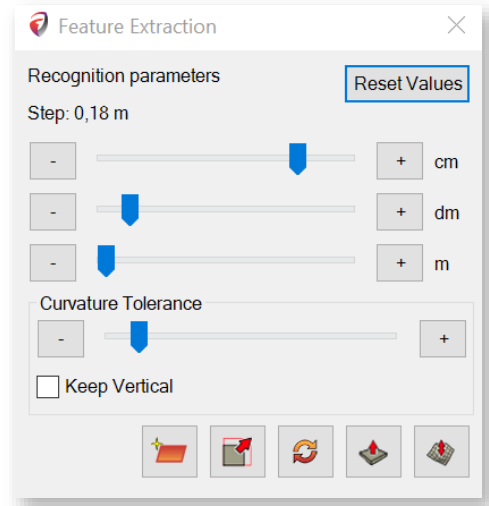 Feature Extraction
Recognition parameters
Reset Values
Step: 0,18 m
- + cm
- + dm
- + m
Curvature Tolerance
- +
Keep Vertical